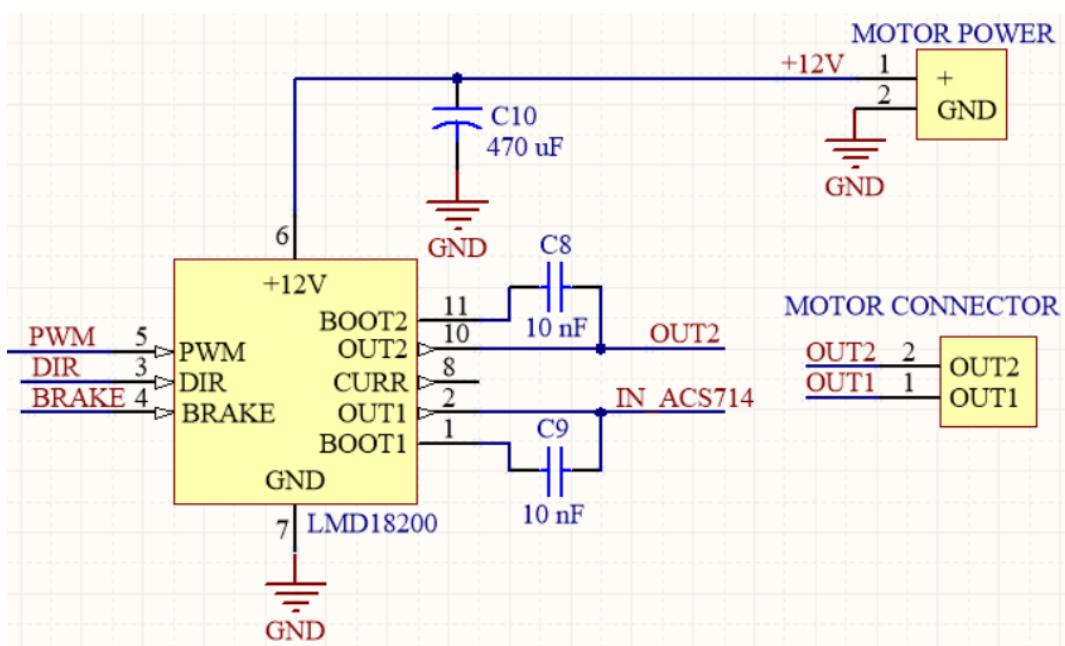 MOTOR POWER
+12V
1
+
2
GND
GND
C10
470 uF
GND
6
+12V
C8
10 nF
BOOT2
11
PWM
5
PWM
OUT2
10
OUT2
DIR
3
DIR
CURR
8
BRAKE
4
BRAKE
OUT1
2
IN_ACS714
BOOT1
1
C9
10 nF
GND
7
LMD18200
GND
MOTOR CONNECTOR
OUT2
2
OUT2
OUT1
1
OUT1